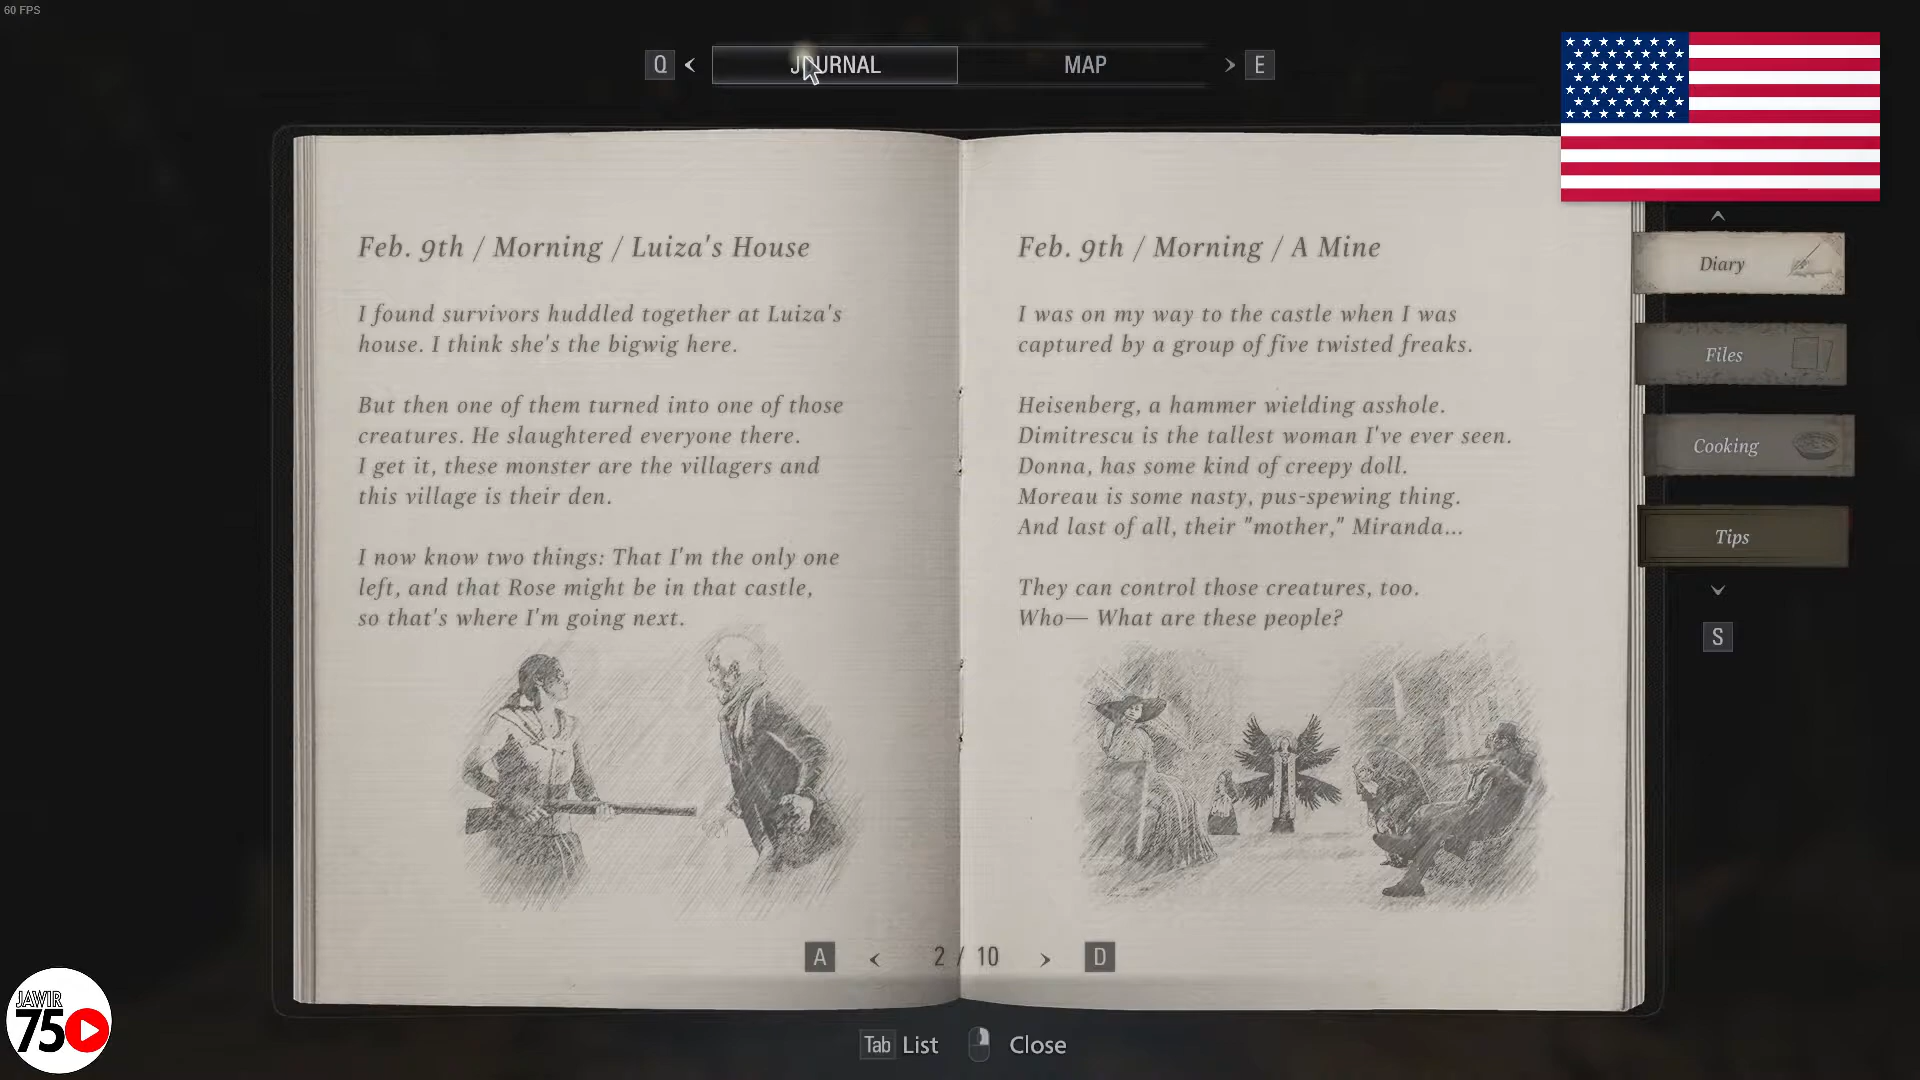 60 FPS
Q < JOURNAL MAP > E
Feb. 9th / Morning / Luiza's House
I found survivors huddled together at Luiza's
house. I think she's the bigwig here.
But then one of them turned into one of those
creatures. He slaughtered everyone there.
I get it, these monster are the villagers and
this village is their den.
I now know two things: That I'm the only one
left, and that Rose might be in that castle,
so that's where I'm going next.
Feb. 9th / Morning / A Mine
I was on my way to the castle when I was
captured by a group of five twisted freaks.
Heisenberg, a hammer wielding asshole.
Dimitrescu is the tallest woman I've ever seen.
Donna, has some kind of creepy doll.
Moreau is some nasty, pus-spewing thing.
And last of all, their "mother," Miranda...
They can control those creatures, too.
Who— What are these people?
Diary
Files
Cooking
Tips
S
A < 2 / 10 > D
Tab List Close
JAWIR
75